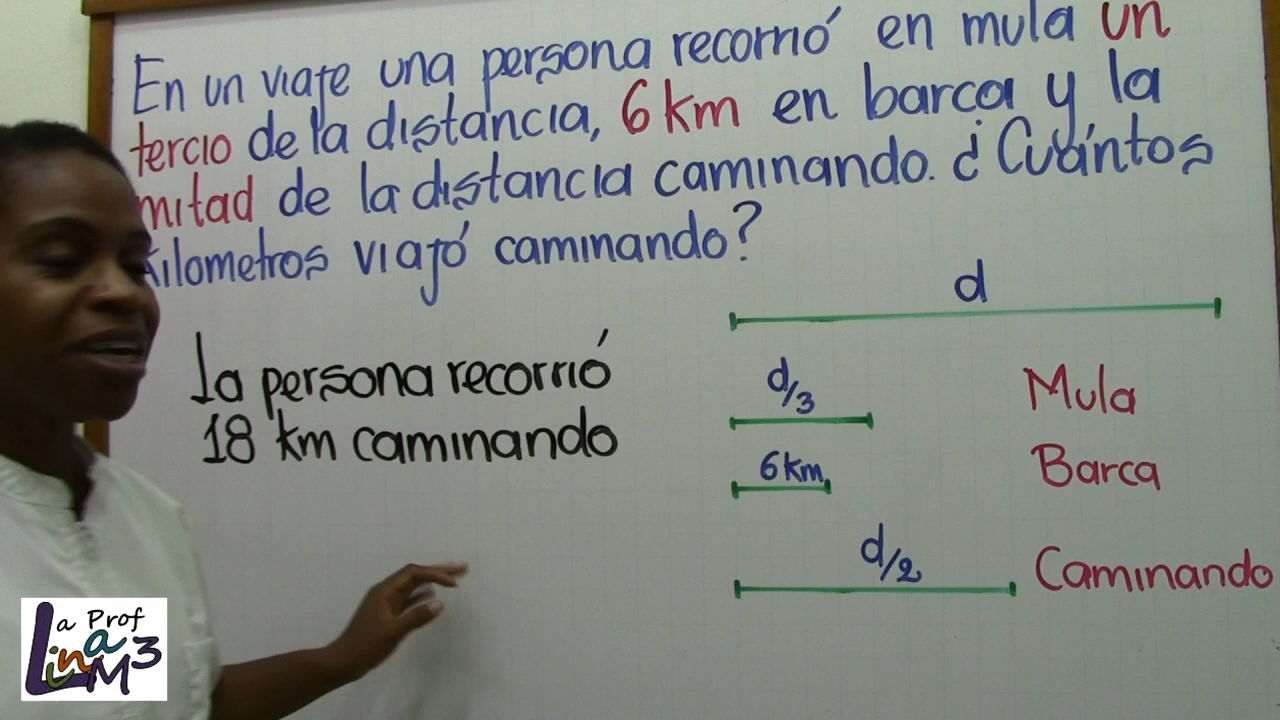 En un viaje una persona recorrió en mula un
tercio de la distancia, 6 km en barca y la
mitad de la distancia caminando. ¿Cuántos
Kilometros viajó caminando?
d
La persona recorrió
18 km caminando
d/3 Mula
6 km Barca
d/2 Caminando
La Prof
LinaM3